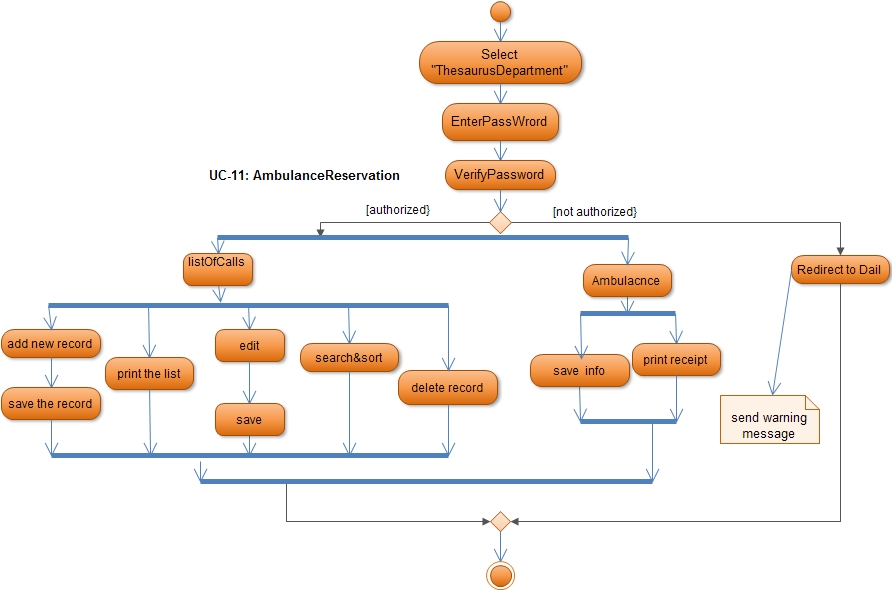 Select
"ThesaurusDepartment"
EnterPassWrord
VerifyPassword
UC-11: AmbulanceReservation
[authorized}
[not authorized}
listOfCalls
Ambulacnce
Redirect to Dail
add new record
print the list
edit
search&sort
delete record
save the record
save
save info
print receipt
send warning
message